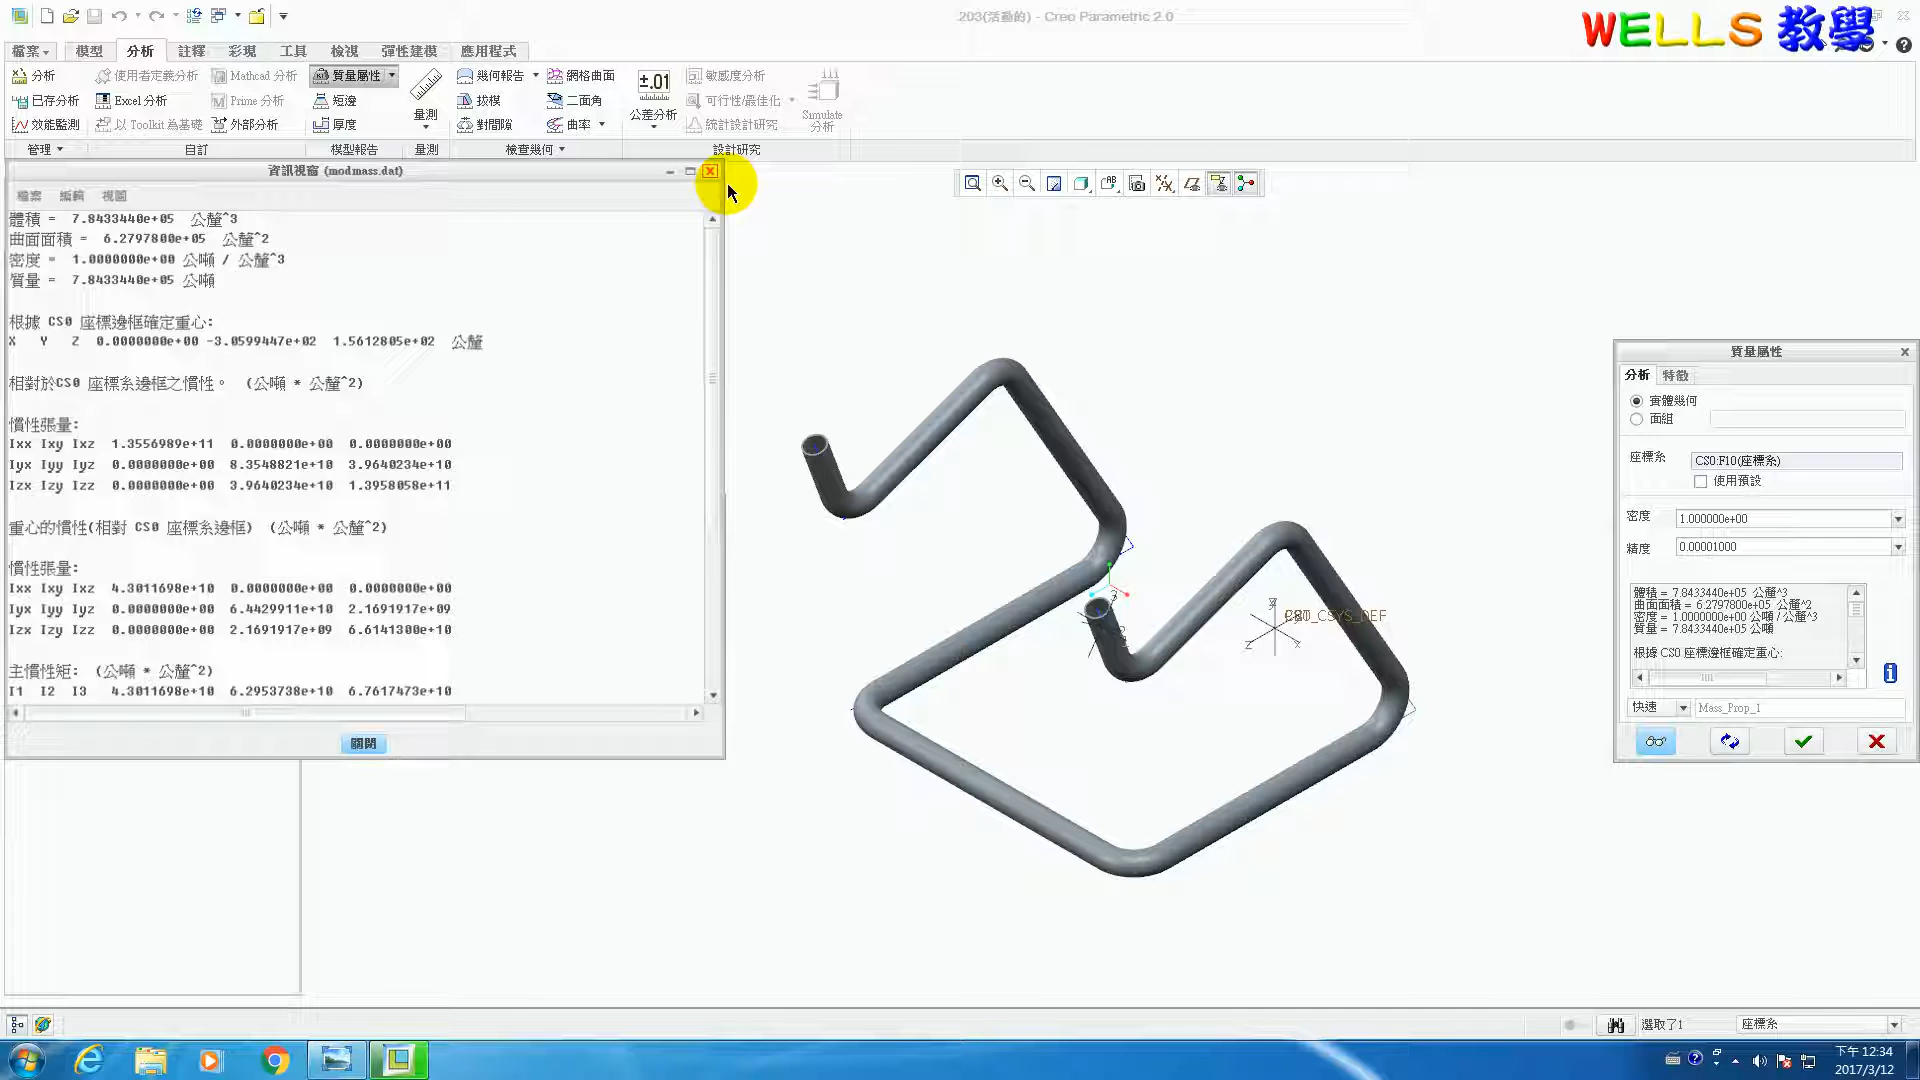 203(活動的) - Creo Parametric 2.0
WELLS 教學
檔案 模型 分析 註釋 彩現 工具 檢視 彈性建模 應用程式
分析 使用者定義分析 Mathcad 分析 質量屬性 幾何報告 網格曲面 敏感度分析
已存分析 Excel 分析 Prime 分析 短邊 拔模 二面角 可行性/最佳化
效能監測 以 Toolkit 為基礎 外部分析 厚度 量測 對間隙 曲率 ±.01 公差分析 統計設計研究 Simulate 分析
管理 自訂 模型報告 量測 檢查幾何 設計研究
資訊視窗 (modmass.dat)
檔案 編輯 視圖
體積 = 7.8433440e+05 公釐^3
曲面面積 = 6.2797800e+05 公釐^2
密度 = 1.0000000e+00 公噸 / 公釐^3
質量 = 7.8433440e+05 公噸
根據 CS0 座標邊框確定重心:
X Y Z 0.0000000e+00 -3.0599447e+02 1.5612805e+02 公釐
相對於CS0 座標系邊框之慣性。 (公噸 * 公釐^2)
慣性張量:
Ixx Ixy Ixz 1.3556989e+11 0.0000000e+00 0.0000000e+00
Iyx Iyy Iyz 0.0000000e+00 8.3548821e+10 3.9640234e+10
Izx Izy Izz 0.0000000e+00 3.9640234e+10 1.3958058e+11
重心的慣性(相對 CS0 座標系邊框) (公噸 * 公釐^2)
慣性張量:
Ixx Ixy Ixz 4.3011698e+10 0.0000000e+00 0.0000000e+00
Iyx Iyy Iyz 0.0000000e+00 6.4429911e+10 2.1691917e+09
Izx Izy Izz 0.0000000e+00 2.1691917e+09 6.6141300e+10
主慣性矩: (公噸 * 公釐^2)
I1 I2 I3 4.3011698e+10 6.2953738e+10 6.7617473e+10
關閉
質量屬性
分析 特徵
實體幾何
面組
座標系 CS0:F10(座標系)
使用預設
密度 1.000000e+00
精度 0.00001000
體積 = 7.8433440e+05 公釐^3
曲面面積 = 6.2797800e+05 公釐^2
密度 = 1.0000000e+00 公噸 / 公釐^3
質量 = 7.8433440e+05 公噸
根據 CS0 座標邊框確定重心:
快速 Mass_Prop_1
選取了1 座標系
下午 12:34
2017/3/12